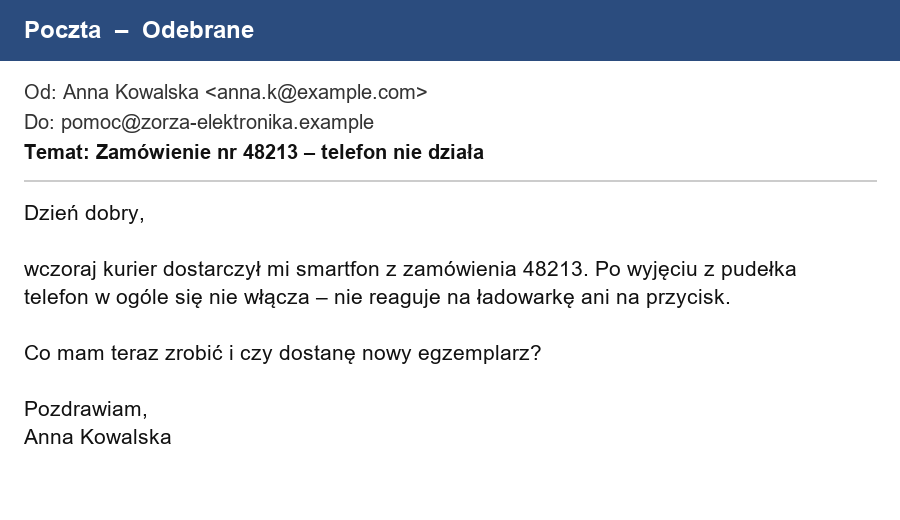 Poczta – Odebrane
Od: Anna Kowalska <anna.k@example.com>
Do: pomoc@zorza-elektronika.example
Temat: Zamówienie nr 48213 – telefon nie działa
Dzień dobry,
wczoraj kurier dostarczył mi smartfon z zamówienia 48213. Po wyjęciu z pudełka
telefon w ogóle się nie włącza – nie reaguje na ładowarkę ani na przycisk.
Co mam teraz zrobić i czy dostanę nowy egzemplarz?
Pozdrawiam,
Anna Kowalska